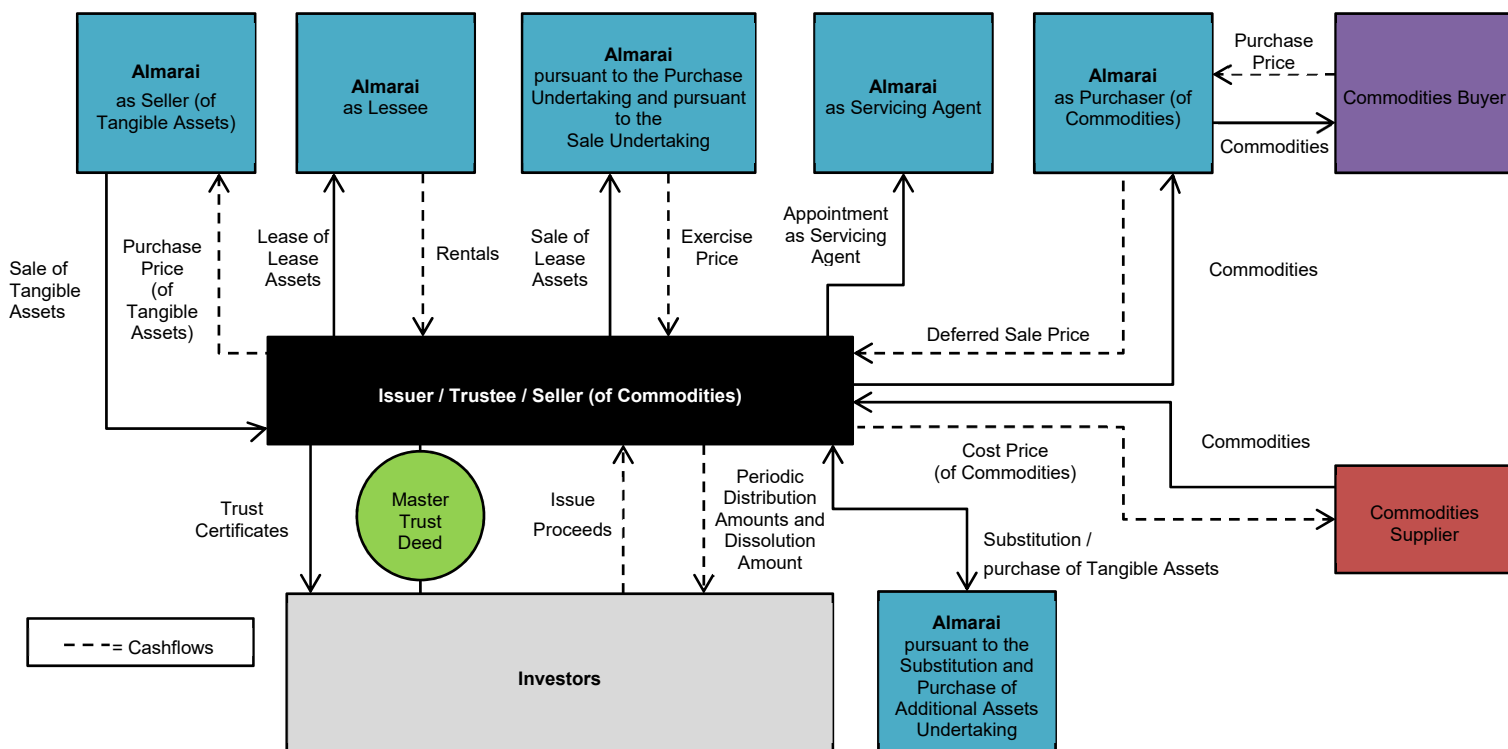 Almarai
as Seller (of
Tangible Assets)
Almarai
as Lessee
Almarai
pursuant to the Purchase
Undertaking and pursuant
to the
Sale Undertaking
Almarai
as Servicing Agent
Almarai
as Purchaser (of
Commodities)
Purchase
Price
Commodities
Commodities Buyer
Sale of
Tangible
Assets
Purchase
Price
(of
Tangible
Assets)
Lease of
Lease
Assets
Rentals
Sale of
Lease
Assets
Exercise
Price
Appointment
as Servicing
Agent
Commodities
Deferred Sale Price
Issuer / Trustee / Seller (of Commodities)
Commodities
Cost Price
(of Commodities)
Commodities
Supplier
Trust
Certificates
Master
Trust
Deed
Issue
Proceeds
Periodic
Distribution
Amounts and
Dissolution
Amount
Substitution /
purchase of Tangible Assets
= Cashflows
Investors
Almarai
pursuant to the
Substitution and
Purchase of
Additional Assets
Undertaking